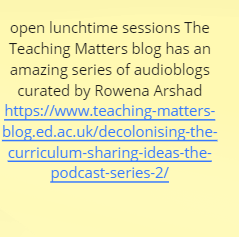 open lunchtime sessions The
Teaching Matters blog has an
amazing series of audioblogs
curated by Rowena Arshad
https://www.teaching-matters-
blog.ed.ac.uk/decolonising-the-
curriculum-sharing-ideas-the-
podcast-series-2/